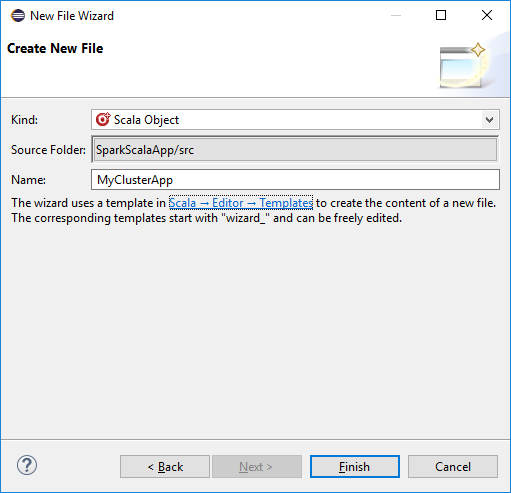 New File Wizard
Create New File
Kind:
Scala Object
Source Folder:
SparkScalaApp/src
Name:
MyClusterApp
The wizard uses a template in Scala → Editor → Templates to create the content of a new file.
The corresponding templates start with "wizard_" and can be freely edited.
?
< Back
Next >
Finish
Cancel